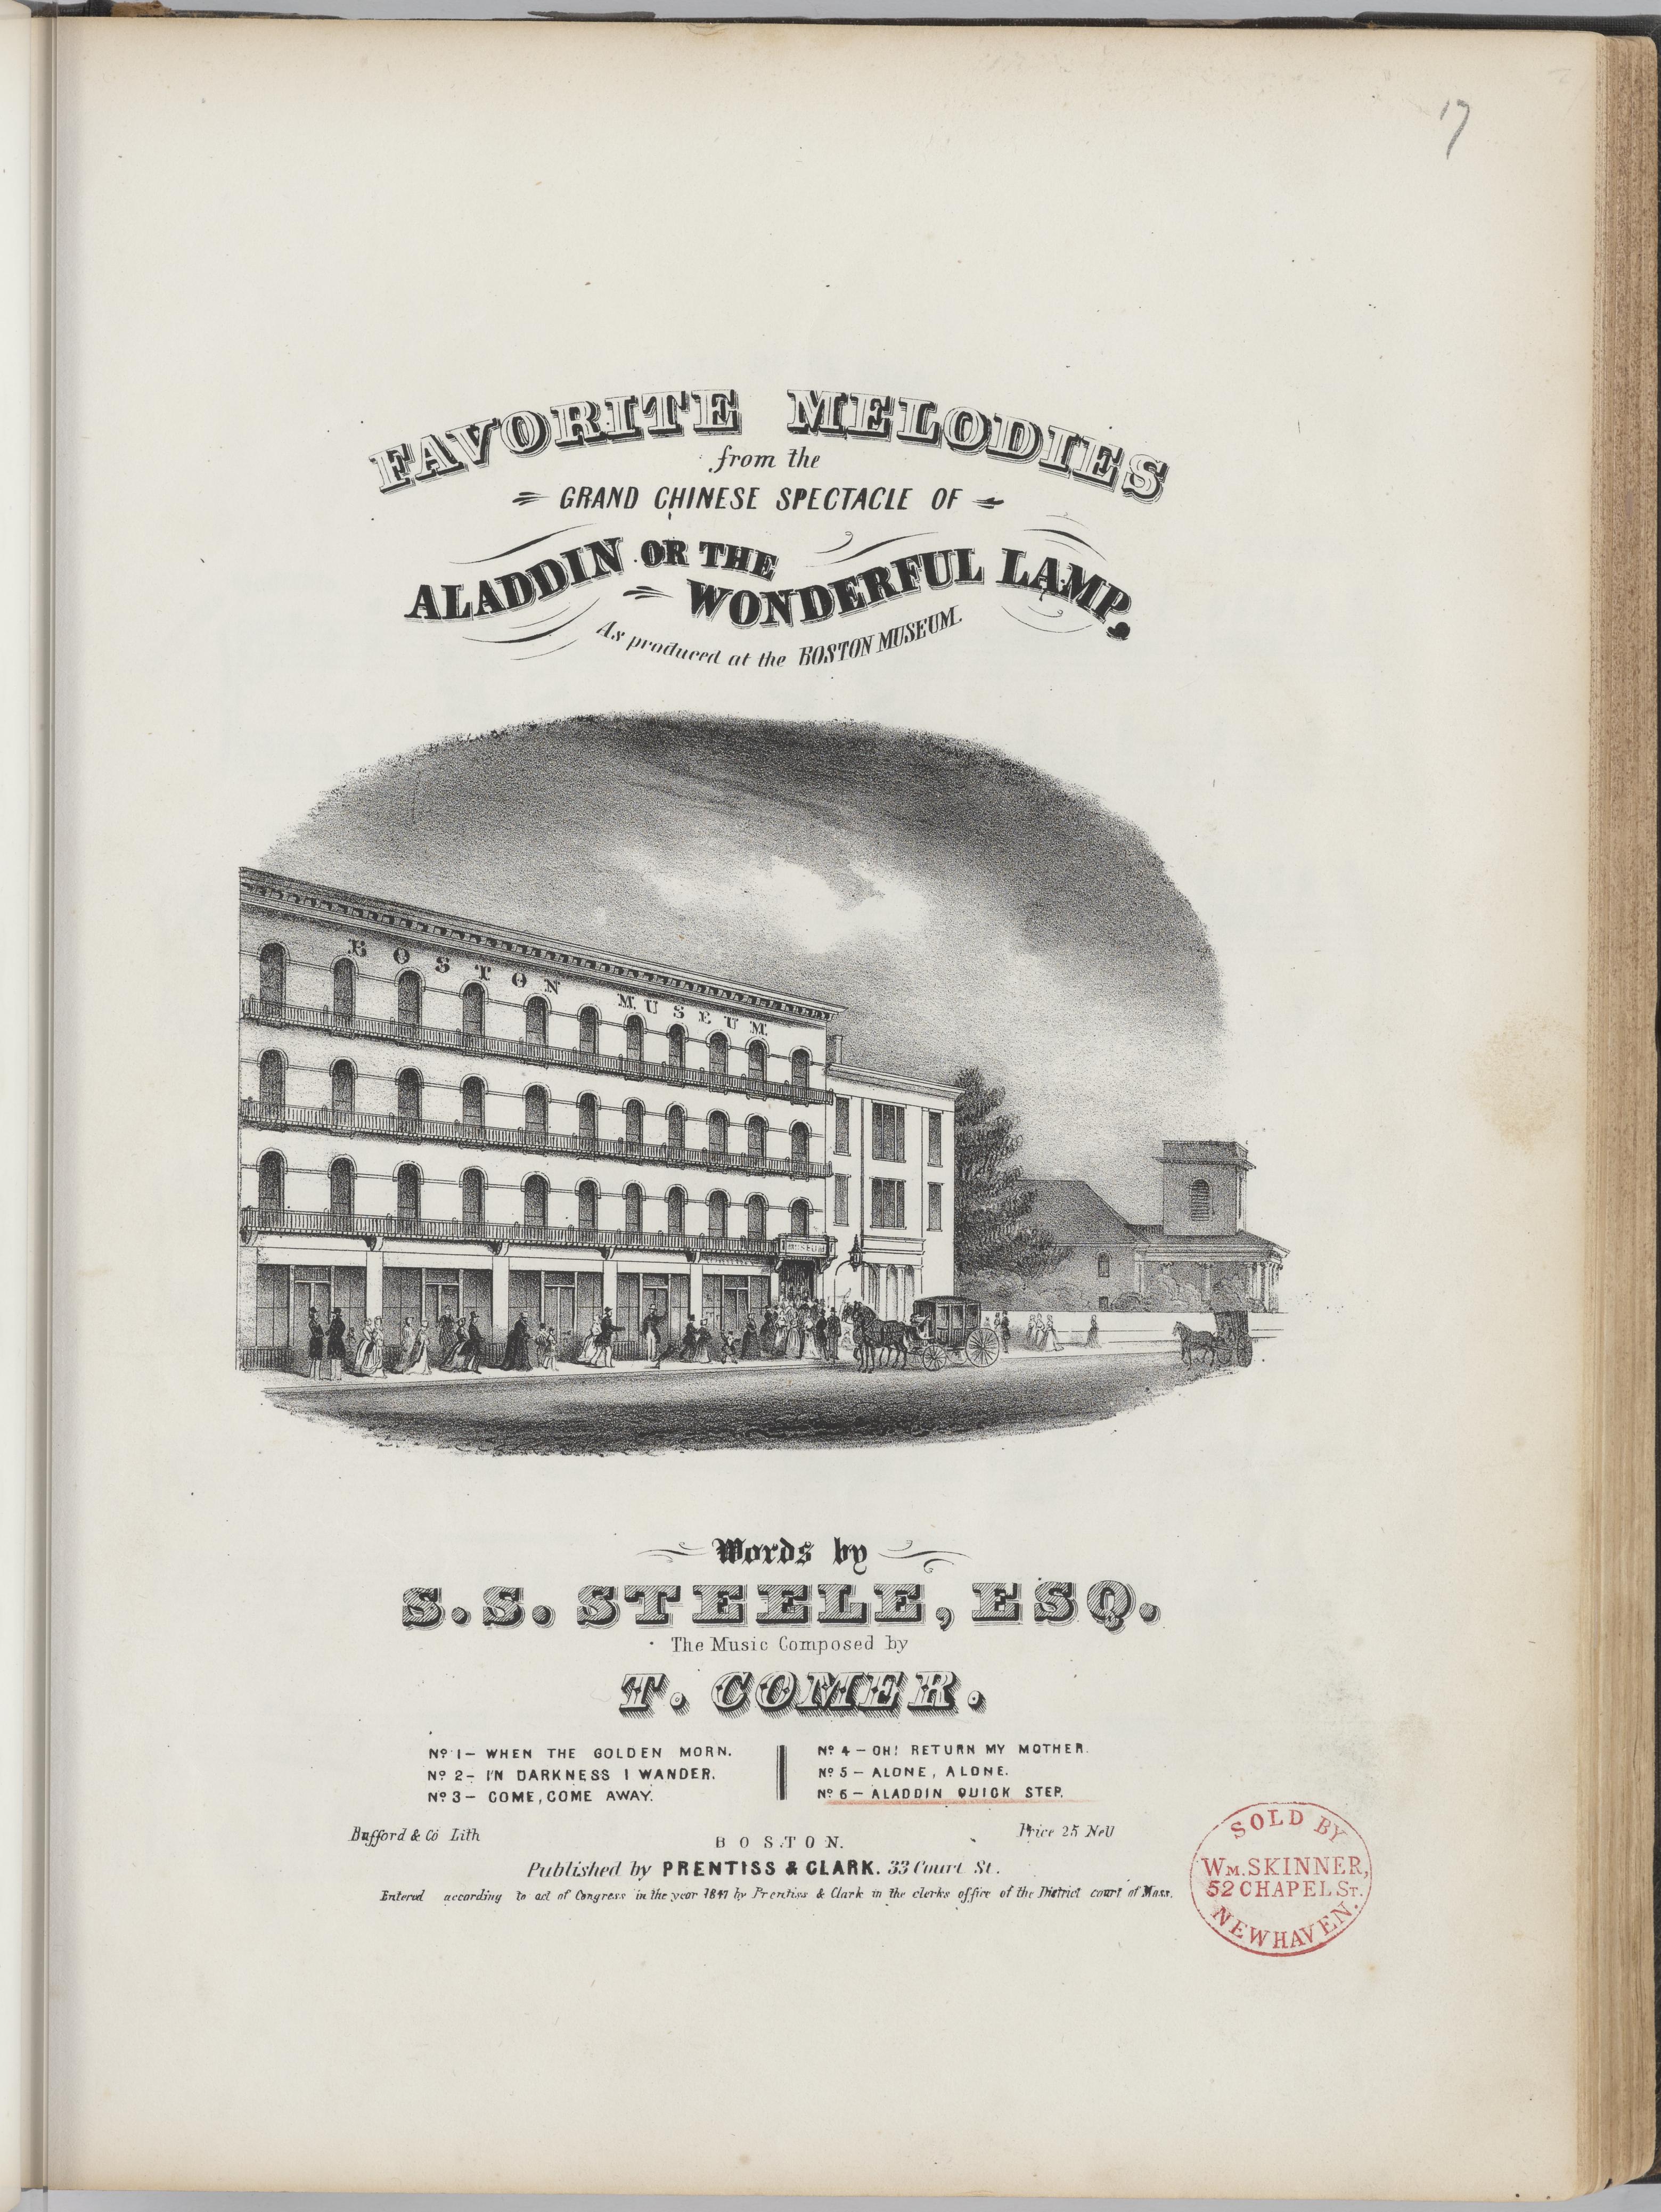 17
FAVORITE MELODIES
from the
GRAND CHINESE SPECTACLE OF
ALADDIN OR THE
WONDERFUL LAMP,
As produced at the BOSTON MUSEUM.
BOSTON MUSEUM.
MUSEUM
Words by
S. S. STEELE, ESQ.
The Music Composed by
T. COMER.
No. 1 — WHEN THE GOLDEN MORN.
No. 2 — IN DARKNESS I WANDER.
No. 3 — COME, COME AWAY.
No. 4 — OH! RETURN MY MOTHER.
No. 5 — ALONE, ALONE.
No. 6 — ALADDIN QUICK STEP.
Bufford & Co Lith
BOSTON.
Price 25 Nett
Published by PRENTISS & CLARK. 33 Court St.
Entered according to act of Congress in the year 1847 by Prentiss & Clark in the clerks office of the District court of Mass.
SOLD BY
WM. SKINNER,
52 CHAPEL ST.
NEW HAVEN.